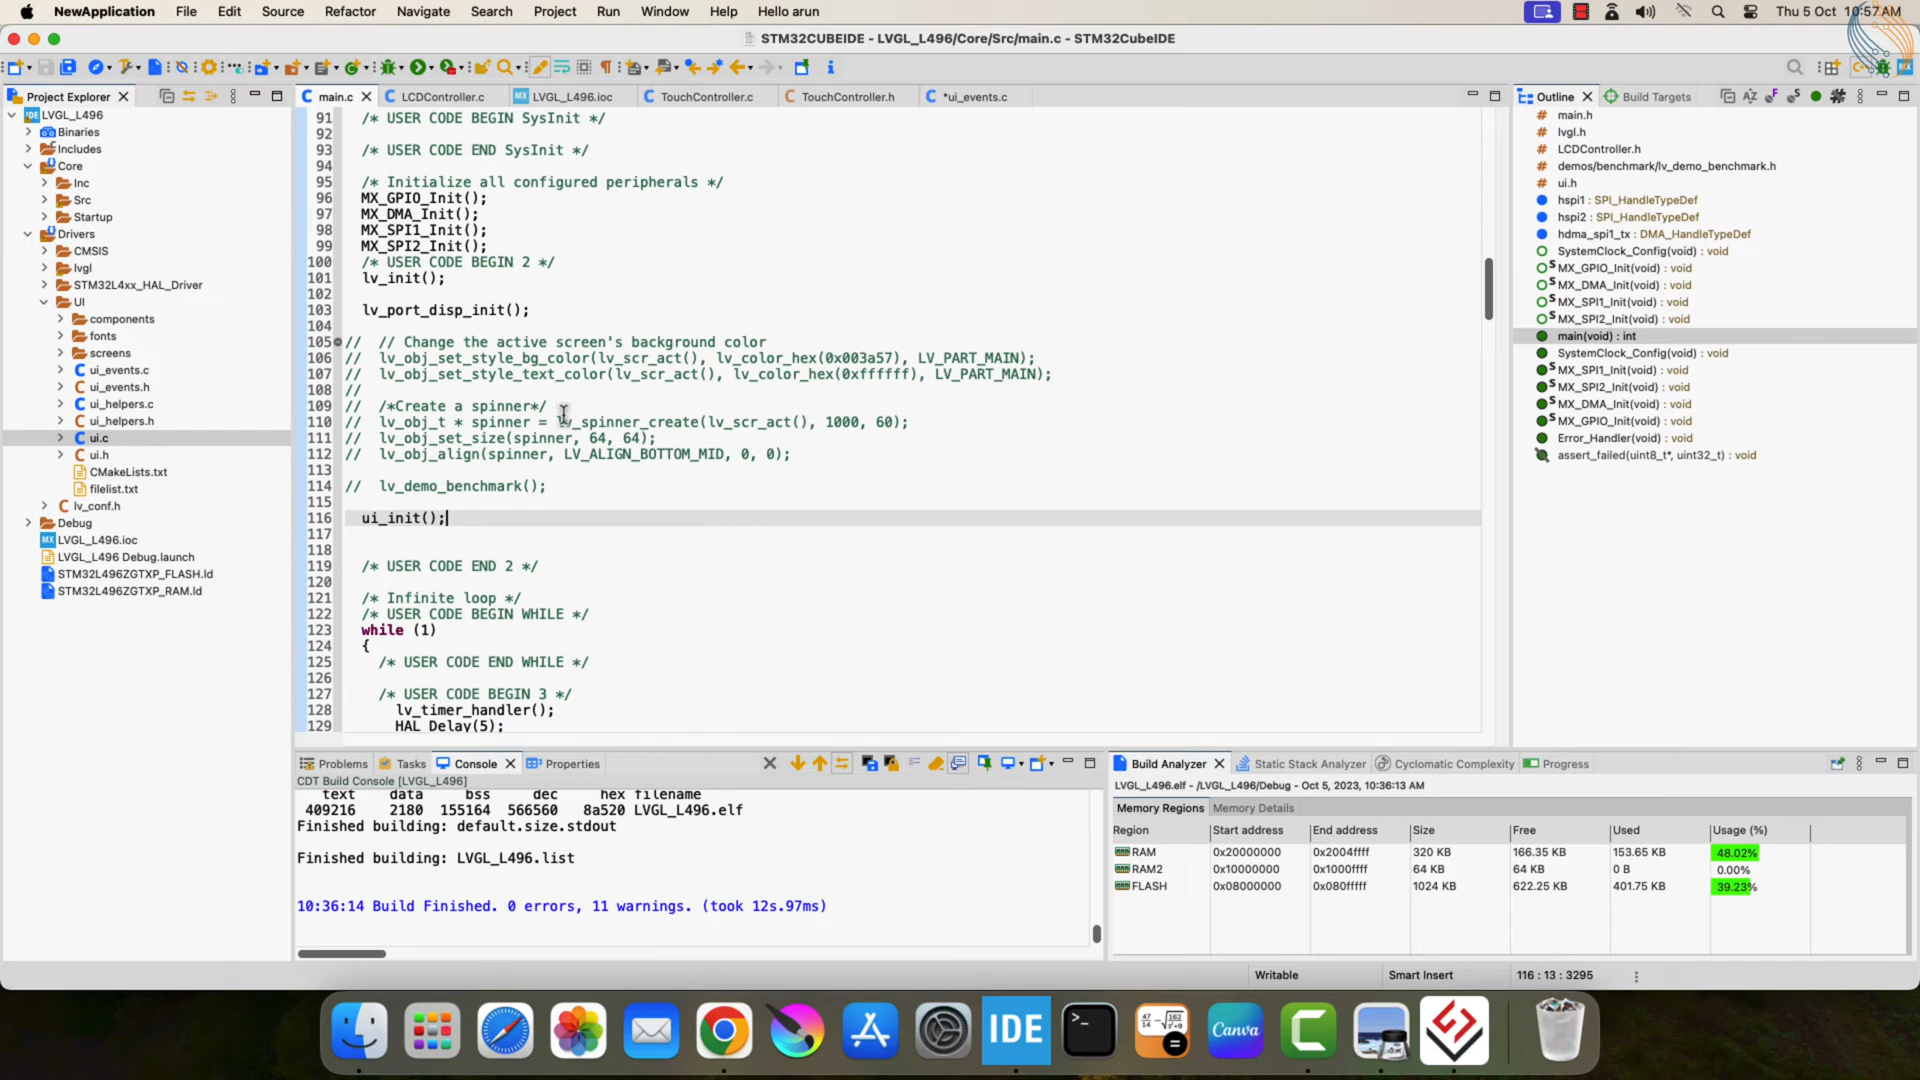 NewApplication File Edit Source Refactor Navigate Search Project Run Window Help Hello arun Thu 5 Oct 10:57 AM
STM32CUBEIDE - LVGL_L496/Core/Src/main.c - STM32CubeIDE
Project Explorer
LVGL_L496
Binaries
Includes
Core
Inc
Src
Startup
Drivers
CMSIS
lvgl
STM32L4xx_HAL_Driver
UI
components
fonts
screens
ui_events.c
ui_events.h
ui_helpers.c
ui_helpers.h
ui.c
ui.h
CMakeLists.txt
filelist.txt
lv_conf.h
Debug
LVGL_L496.ioc
LVGL_L496 Debug.launch
STM32L496ZGTXP_FLASH.ld
STM32L496ZGTXP_RAM.ld
main.c LCDController.c LVGL_L496.ioc TouchController.c TouchController.h *ui_events.c
91 /* USER CODE BEGIN SysInit */
92
93 /* USER CODE END SysInit */
94
95 /* Initialize all configured peripherals */
96 MX_GPIO_Init();
97 MX_DMA_Init();
98 MX_SPI1_Init();
99 MX_SPI2_Init();
100 /* USER CODE BEGIN 2 */
101 lv_init();
102
103 lv_port_disp_init();
104
105 // // Change the active screen's background color
106 // lv_obj_set_style_bg_color(lv_scr_act(), lv_color_hex(0x003a57), LV_PART_MAIN);
107 // lv_obj_set_style_text_color(lv_scr_act(), lv_color_hex(0xffffff), LV_PART_MAIN);
108 //
109 // /*Create a spinner*/
110 // lv_obj_t * spinner = lv_spinner_create(lv_scr_act(), 1000, 60);
111 // lv_obj_set_size(spinner, 64, 64);
112 // lv_obj_align(spinner, LV_ALIGN_BOTTOM_MID, 0, 0);
113
114 // lv_demo_benchmark();
115
116 ui_init();
117
118
119 /* USER CODE END 2 */
120
121 /* Infinite loop */
122 /* USER CODE BEGIN WHILE */
123 while (1)
124 {
125 /* USER CODE END WHILE */
126
127 /* USER CODE BEGIN 3 */
128 lv_timer_handler();
129 HAL_Delay(5);
Outline Build Targets
main.h
lvgl.h
LCDController.h
demos/benchmark/lv_demo_benchmark.h
ui.h
hspi1 : SPI_HandleTypeDef
hspi2 : SPI_HandleTypeDef
hdma_spi1_tx : DMA_HandleTypeDef
SystemClock_Config(void) : void
S MX_GPIO_Init(void) : void
S MX_DMA_Init(void) : void
S MX_SPI1_Init(void) : void
S MX_SPI2_Init(void) : void
main(void) : int
SystemClock_Config(void) : void
S MX_SPI1_Init(void) : void
S MX_SPI2_Init(void) : void
S MX_DMA_Init(void) : void
S MX_GPIO_Init(void) : void
Error_Handler(void) : void
assert_failed(uint8_t*, uint32_t) : void
Problems Tasks Console Properties
CDT Build Console [LVGL_L496]
text data bss dec hex filename
409216 2180 155164 566560 8a520 LVGL_L496.elf
Finished building: default.size.stdout
Finished building: LVGL_L496.list
10:36:14 Build Finished. 0 errors, 11 warnings. (took 12s.97ms)
Build Analyzer Static Stack Analyzer Cyclomatic Complexity Progress
LVGL_L496.elf - /LVGL_L496/Debug - Oct 5, 2023, 10:36:13 AM
Memory Regions Memory Details
Region Start address End address Size Free Used Usage (%)
RAM 0x20000000 0x2004ffff 320 KB 166.35 KB 153.65 KB 48.02%
RAM2 0x10000000 0x1000ffff 64 KB 64 KB 0 B 0.00%
FLASH 0x08000000 0x080fffff 1024 KB 622.25 KB 401.75 KB 39.23%
Writable Smart Insert 116 : 13 : 3295
IDE
Canva